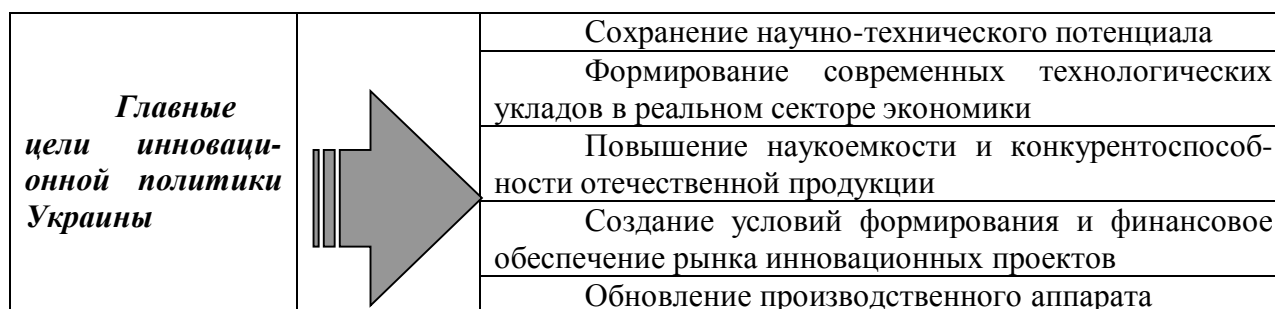 Главные
цели инноваци-
онной политики
Украины
Сохранение научно-технического потенциала
Формирование современных технологических
укладов в реальном секторе экономики
Повышение наукоемкости и конкурентоспособ-
ности отечественной продукции
Создание условий формирования и финансовое
обеспечение рынка инновационных проектов
Обновление производственного аппарата